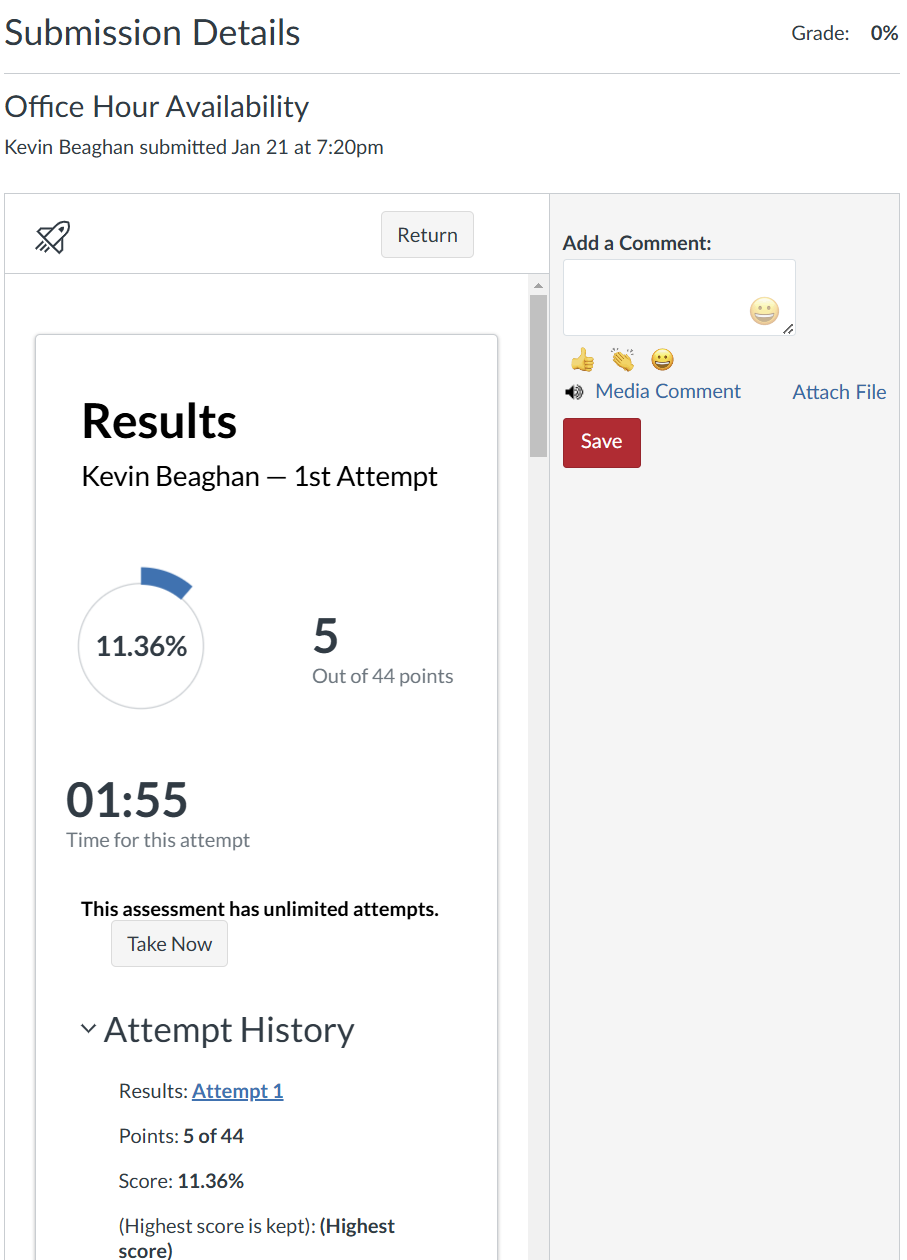 Submission Details
Grade: 0%
Office Hour Availability
Kevin Beaghan submitted Jan 21 at 7:20pm
Return
Results
Kevin Beaghan — 1st Attempt
11.36%
5
Out of 44 points
01:55
Time for this attempt
This assessment has unlimited attempts.
Take Now
Attempt History
Results: Attempt 1
Points: 5 of 44
Score: 11.36%
(Highest score is kept): (Highest
score)
Add a Comment:
Media Comment
Attach File
Save